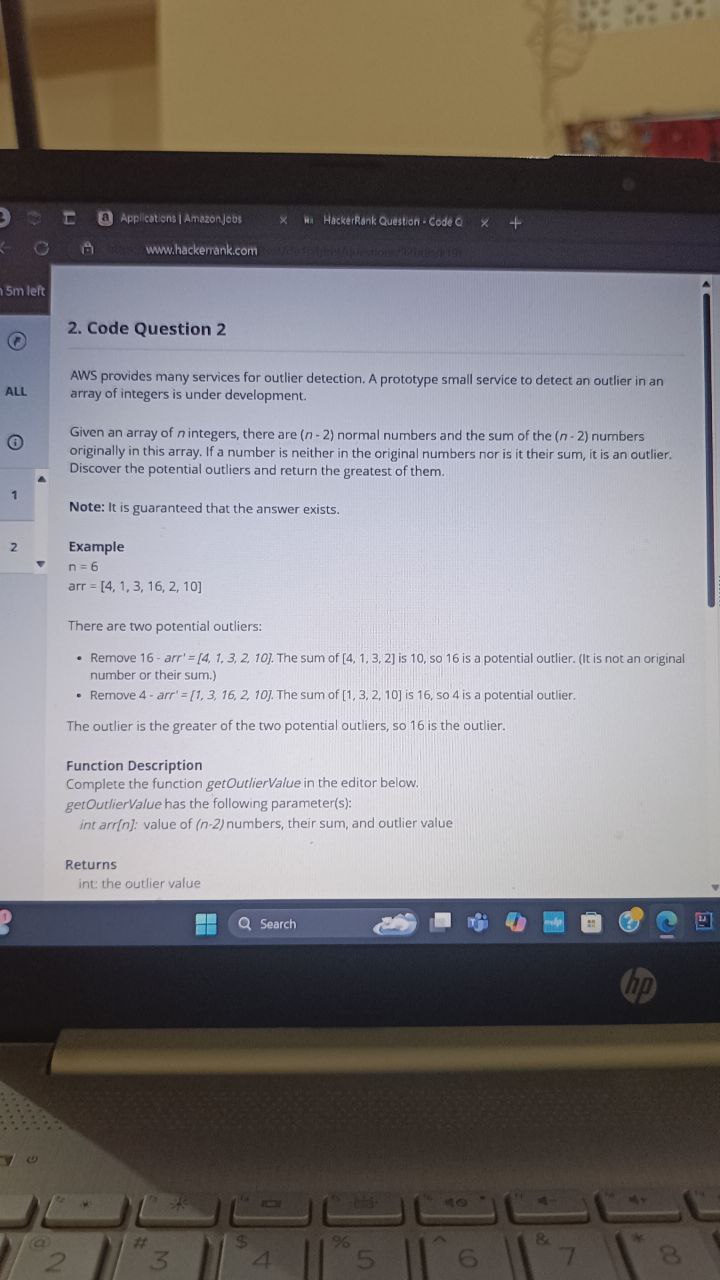 Applications | AmazonJobs
HackerRank Question - Code Q
www.hackerrank.com
5m left
2. Code Question 2
ALL
AWS provides many services for outlier detection. A prototype small service to detect an outlier in an
array of integers is under development.
Given an array of n integers, there are (n - 2) normal numbers and the sum of the (n - 2) numbers
originally in this array. If a number is neither in the original numbers nor is it their sum, it is an outlier.
Discover the potential outliers and return the greatest of them.
1
Note: It is guaranteed that the answer exists.
2
Example
n = 6
arr = [4, 1, 3, 16, 2, 10]
There are two potential outliers:
• Remove 16 - arr' = [4, 1, 3, 2, 10]. The sum of [4, 1, 3, 2] is 10, so 16 is a potential outlier. (It is not an original
number or their sum.)
• Remove 4 - arr' = [1, 3, 16, 2, 10]. The sum of [1, 3, 2, 10] is 16, so 4 is a potential outlier.
The outlier is the greater of the two potential outliers, so 16 is the outlier.
Function Description
Complete the function getOutlierValue in the editor below.
getOutlierValue has the following parameter(s):
int arr[n]: value of (n-2) numbers, their sum, and outlier value
Returns
int: the outlier value
Search
hp
@ # $ % ^ & *
2 3 4 5 6 7 8